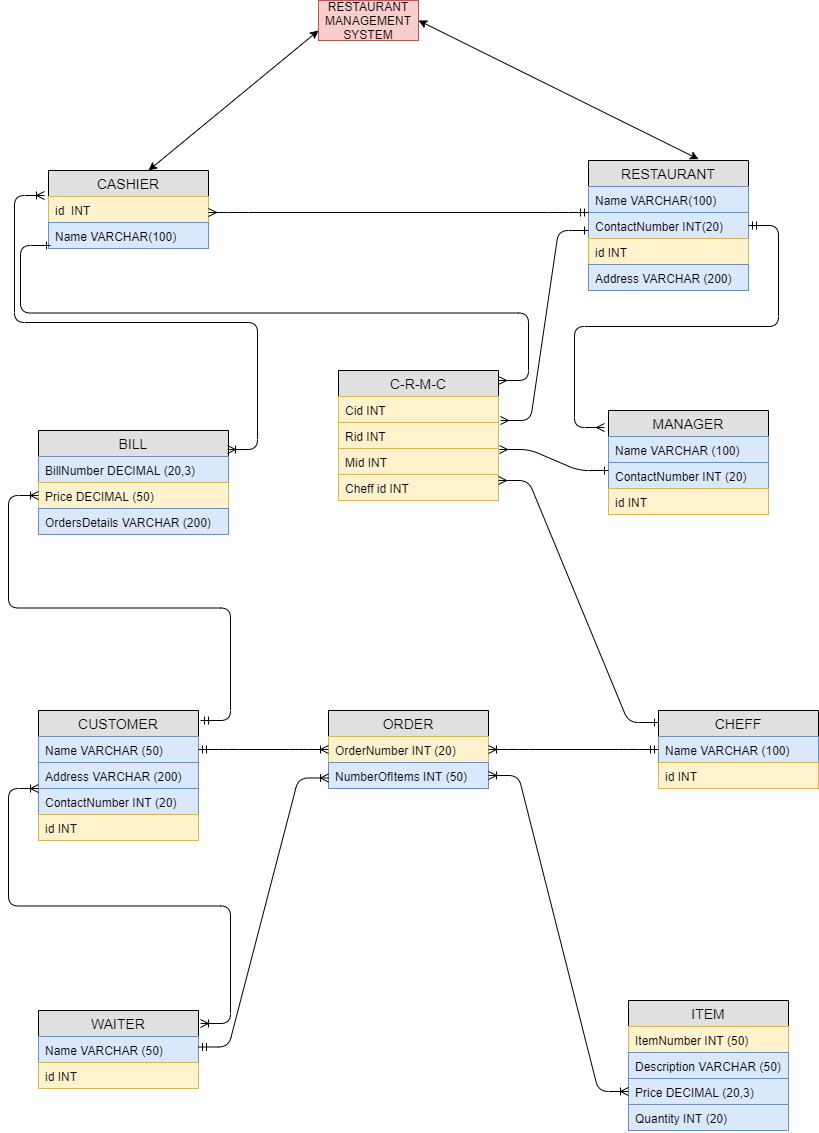 RESTAURANT
MANAGEMENT
SYSTEM
CASHIER
id  INT
Name VARCHAR(100)
RESTAURANT
Name VARCHAR(100)
ContactNumber INT(20)
id INT
Address VARCHAR (200)
C-R-M-C
Cid INT
Rid INT
Mid INT
Cheff id INT
MANAGER
Name VARCHAR (100)
ContactNumber INT (20)
id INT
BILL
BillNumber DECIMAL (20,3)
Price DECIMAL (50)
OrdersDetails VARCHAR (200)
CUSTOMER
Name VARCHAR (50)
Address VARCHAR (200)
ContactNumber INT (20)
id INT
ORDER
OrderNumber INT (20)
NumberOfItems INT (50)
CHEFF
Name VARCHAR (100)
id INT
WAITER
Name VARCHAR (50)
id INT
ITEM
ItemNumber INT (50)
Description VARCHAR (50)
Price DECIMAL (20,3)
Quantity INT (20)